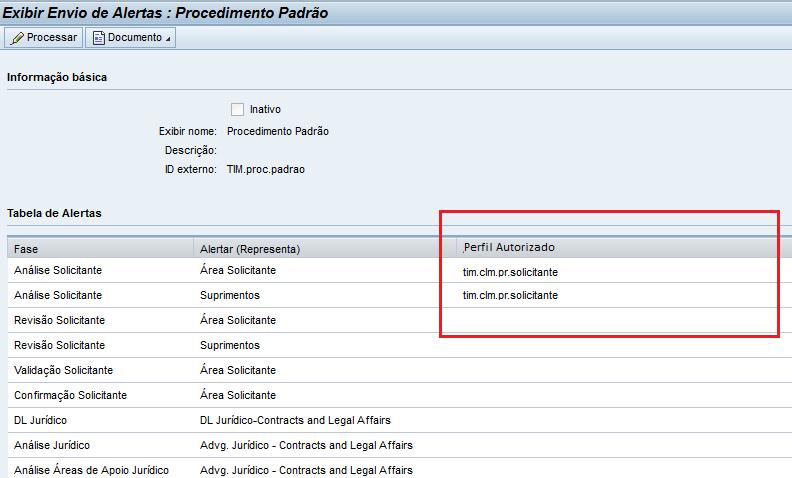 Exibir Envio de Alertas : Procedimento Padrão
Processar Documento
Informação básica
Inativo
Exibir nome: Procedimento Padrão
Descrição:
ID externo: TIM.proc.padrao
Tabela de Alertas
Fase Alertar (Representa) Perfil Autorizado
Análise Solicitante Área Solicitante tim.clm.pr.solicitante
Análise Solicitante Suprimentos tim.clm.pr.solicitante
Revisão Solicitante Área Solicitante
Revisão Solicitante Suprimentos
Validação Solicitante Área Solicitante
Confirmação Solicitante Área Solicitante
DL Jurídico DL Jurídico-Contracts and Legal Affairs
Análise Jurídico Advg. Jurídico - Contracts and Legal Affairs
Análise Áreas de Apoio Jurídico Advg. Jurídico - Contracts and Legal Affairs